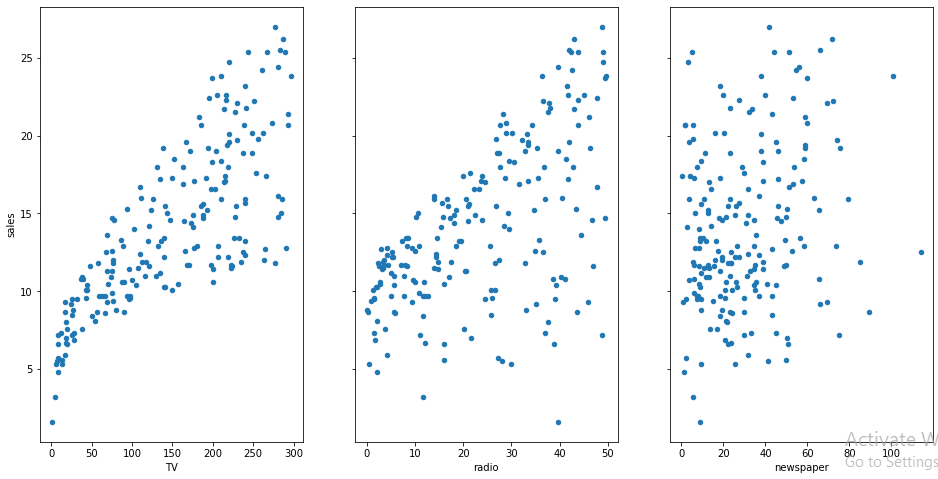 sales
25
20
15
10
5
0 50 100 150 200 250 300
TV
0 10 20 30 40 50
radio
0 20 40 60 80 100
newspaper
Activate W
Go to Settings